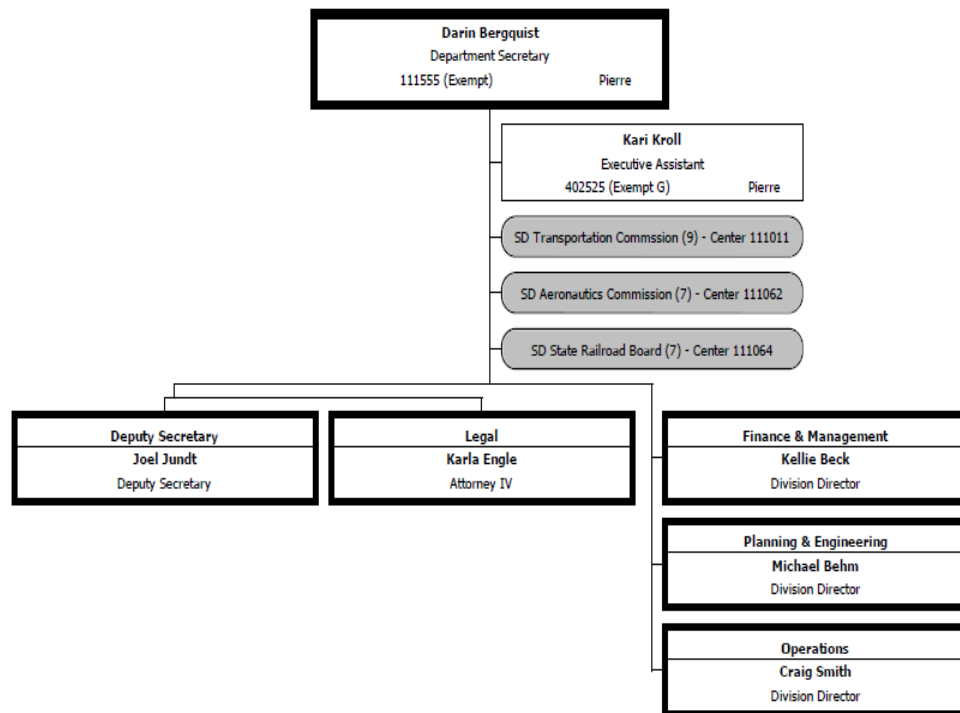 Darin Bergquist
Department Secretary
111555 (Exempt) Pierre
Kari Kroll
Executive Assistant
402525 (Exempt G) Pierre
SD Transportation Commssion (9) - Center 111011
SD Aeronautics Commission (7) - Center 111062
SD State Railroad Board (7) - Center 111064
Deputy Secretary
Joel Jundt
Deputy Secretary
Legal
Karla Engle
Attorney IV
Finance & Management
Kellie Beck
Division Director
Planning & Engineering
Michael Behm
Division Director
Operations
Craig Smith
Division Director